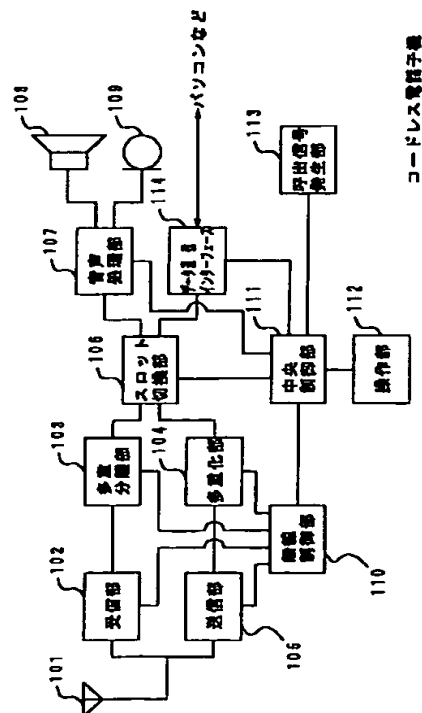 101
102
受信部
103
多重
分離部
104
多重化部
105
送信部
106
スロット
切換部
107
音声
処理部
108
109
110
無線
制御部
111
中央
制御部
112
操作部
113
呼出信号
発生部
114
データ通信
インターフェース
パソコンなど
コードレス電話子機